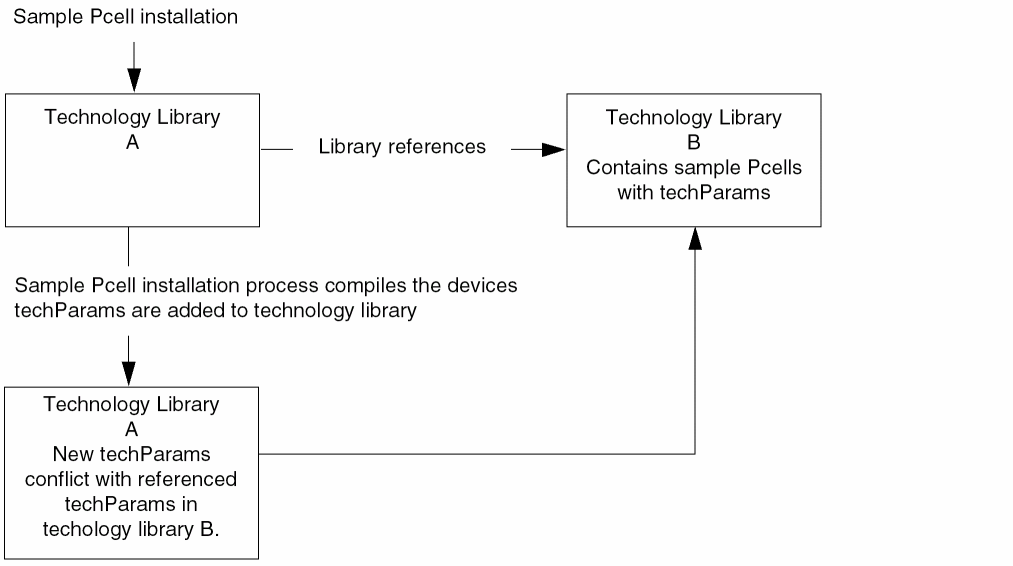 Sample Pcell installation
Technology Library
A
Library references
Technology Library
B
Contains sample Pcells
with techParams
Sample Pcell installation process compiles the devices
techParams are added to technology library
Technology Library
A
New techParams
conflict with referenced
techParams in
techology library B.